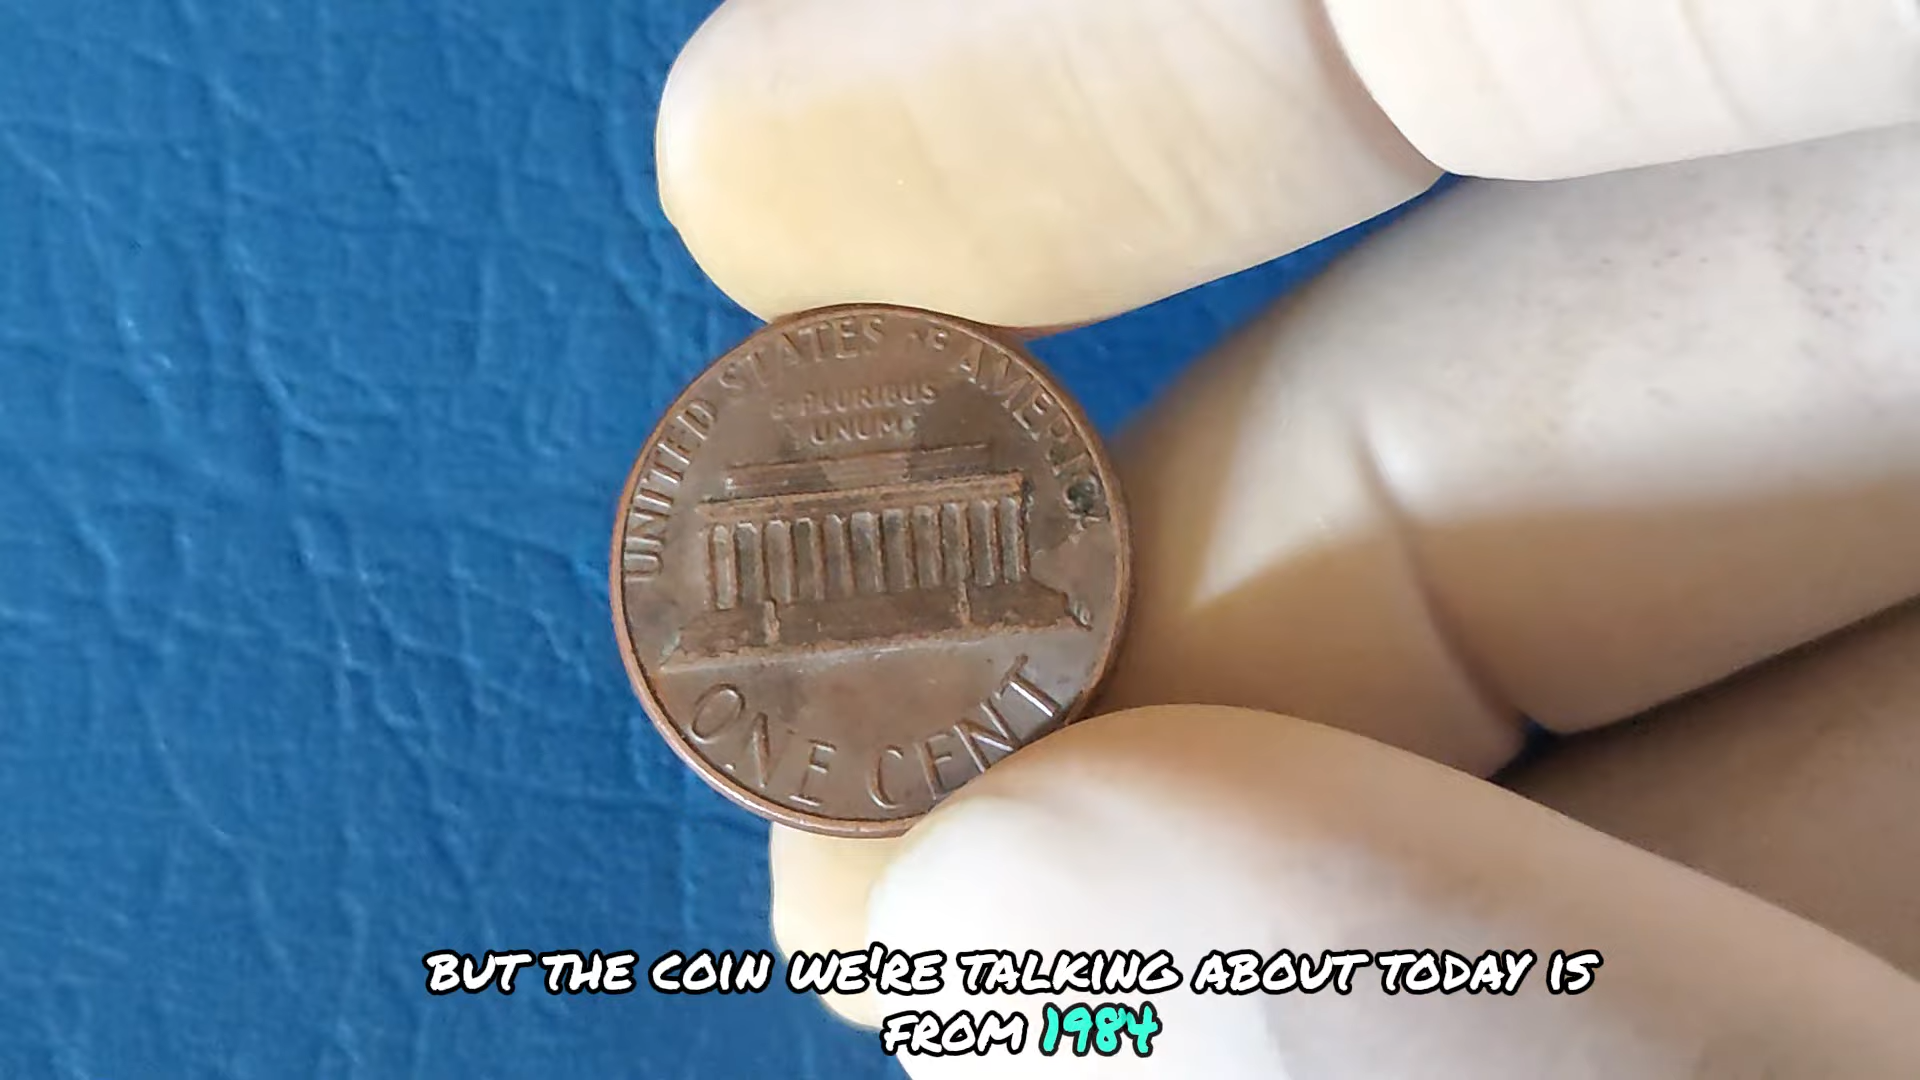 UNITED STATES OF AMERICA
E PLURIBUS
UNUM
ONE CENT
BUT THE COIN WE'RE TALKING ABOUT TODAY IS
FROM 1984